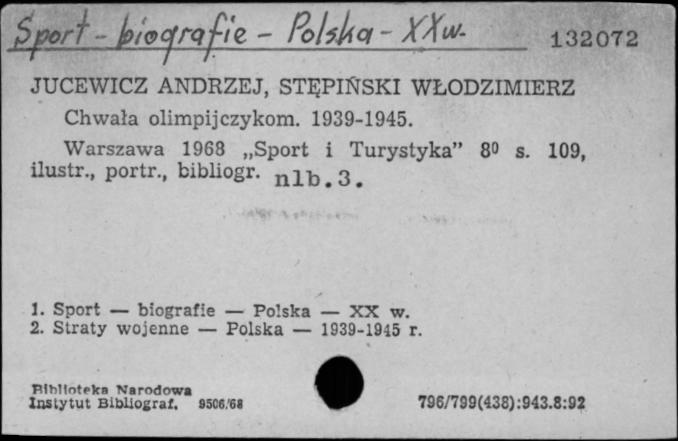 Sport - biografie - Polska - XX w. 132072
JUCEWICZ ANDRZEJ, STĘPIŃSKI WŁODZIMIERZ
Chwała olimpijczykom. 1939-1945.
Warszawa 1968 „Sport i Turystyka” 8º s. 109,
ilustr., portr., bibliogr. nlb.3.
1. Sport — biografie — Polska — XX w.
2. Straty wojenne — Polska — 1939-1945 r.
Biblioteka Narodowa
Instytut Bibliograf. 9506/68 796/799(438):943.8:92